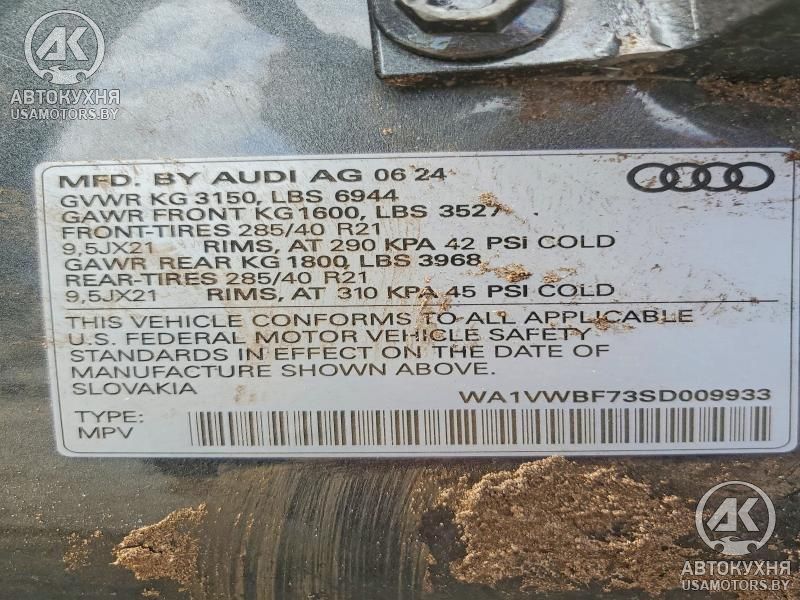 АК
АВТОКУХНЯ
USAMOTORS.BY
MFD. BY AUDI AG 06 24
GVWR KG 3150, LBS 6944
GAWR FRONT KG 1600, LBS 3527
FRONT-TIRES 285/40 R21
9,5JX21 RIMS, AT 290 KPA 42 PSI COLD
GAWR REAR KG 1800, LBS 3968
REAR-TIRES 285/40 R21
9,5JX21 RIMS, AT 310 KPA 45 PSI COLD
THIS VEHICLE CONFORMS TO ALL APPLICABLE
U.S. FEDERAL MOTOR VEHICLE SAFETY
STANDARDS IN EFFECT ON THE DATE OF
MANUFACTURE SHOWN ABOVE.
SLOVAKIA WA1VWBF73SD009933
TYPE:
MPV
АК
АВТОКУХНЯ
USAMOTORS.BY